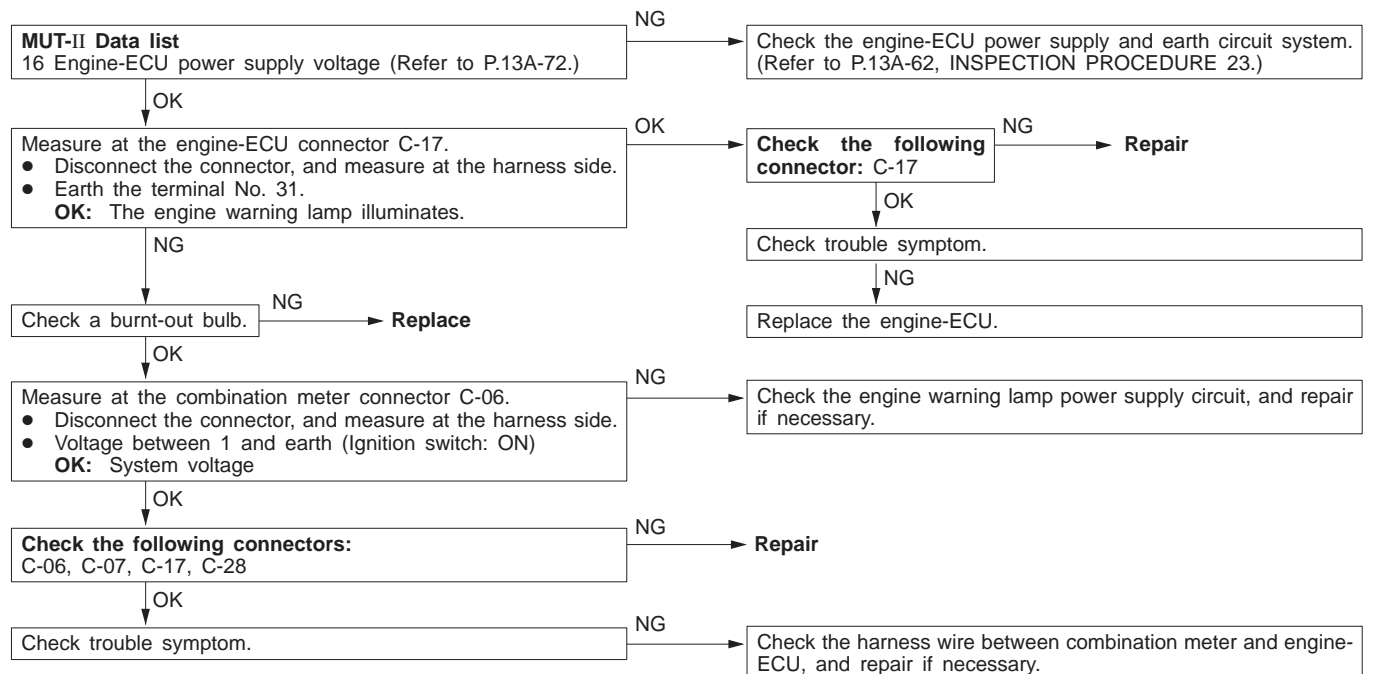 MUT-II Data list
16 Engine-ECU power supply voltage (Refer to P.13A-72.)
NG
Check the engine-ECU power supply and earth circuit system.
(Refer to P.13A-62, INSPECTION PROCEDURE 23.)
OK
Measure at the engine-ECU connector C-17.
● Disconnect the connector, and measure at the harness side.
● Earth the terminal No. 31.
OK: The engine warning lamp illuminates.
OK
Check the following
connector: C-17
NG
Repair
OK
Check trouble symptom.
NG
Replace the engine-ECU.
NG
Check a burnt-out bulb.
NG
Replace
OK
Measure at the combination meter connector C-06.
● Disconnect the connector, and measure at the harness side.
● Voltage between 1 and earth (Ignition switch: ON)
OK: System voltage
NG
Check the engine warning lamp power supply circuit, and repair
if necessary.
OK
Check the following connectors:
C-06, C-07, C-17, C-28
NG
Repair
OK
Check trouble symptom.
NG
Check the harness wire between combination meter and engine-
ECU, and repair if necessary.